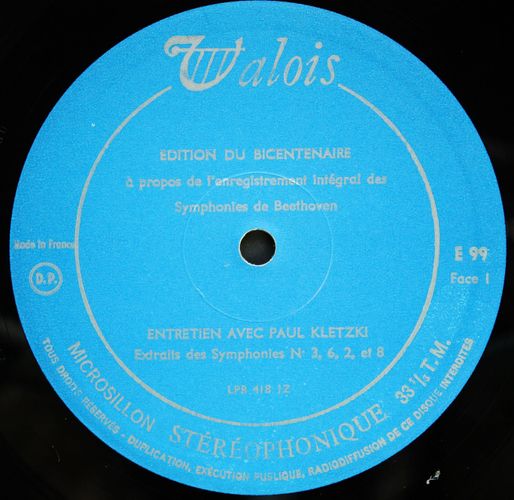 Valois
EDITION DU BICENTENAIRE
à propos de l'enregistrement intégral des
Symphonies de Beethoven
Made in France
D.P.
E 99
Face 1
ENTRETIEN AVEC PAUL KLETZKI
Extraits des Symphonies N° 3, 6, 2, et 8
LPR 418 1Z
MICROSILLON STÉRÉOPHONIQUE 33 ⅓ T. M.
TOUS DROITS RÉSERVÉS - DUPLICATION, EXÉCUTION PUBLIQUE, RADIODIFFUSION DE CE DISQUE INTERDITES